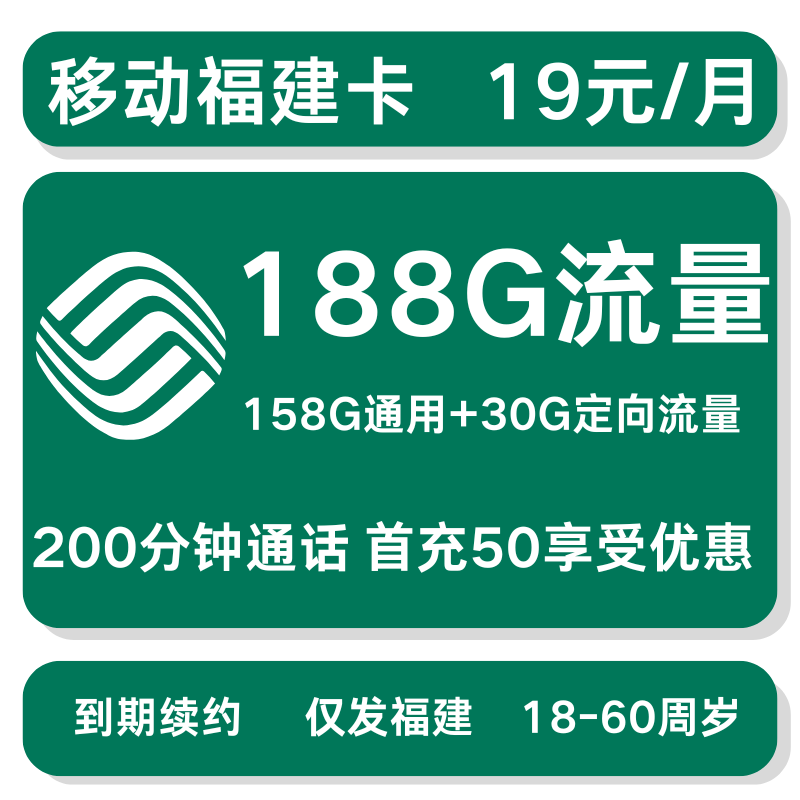 移动福建卡 19元/月
188G流量
158G通用+30G定向流量
200分钟通话 首充50享受优惠
到期续约 仅发福建 18-60周岁